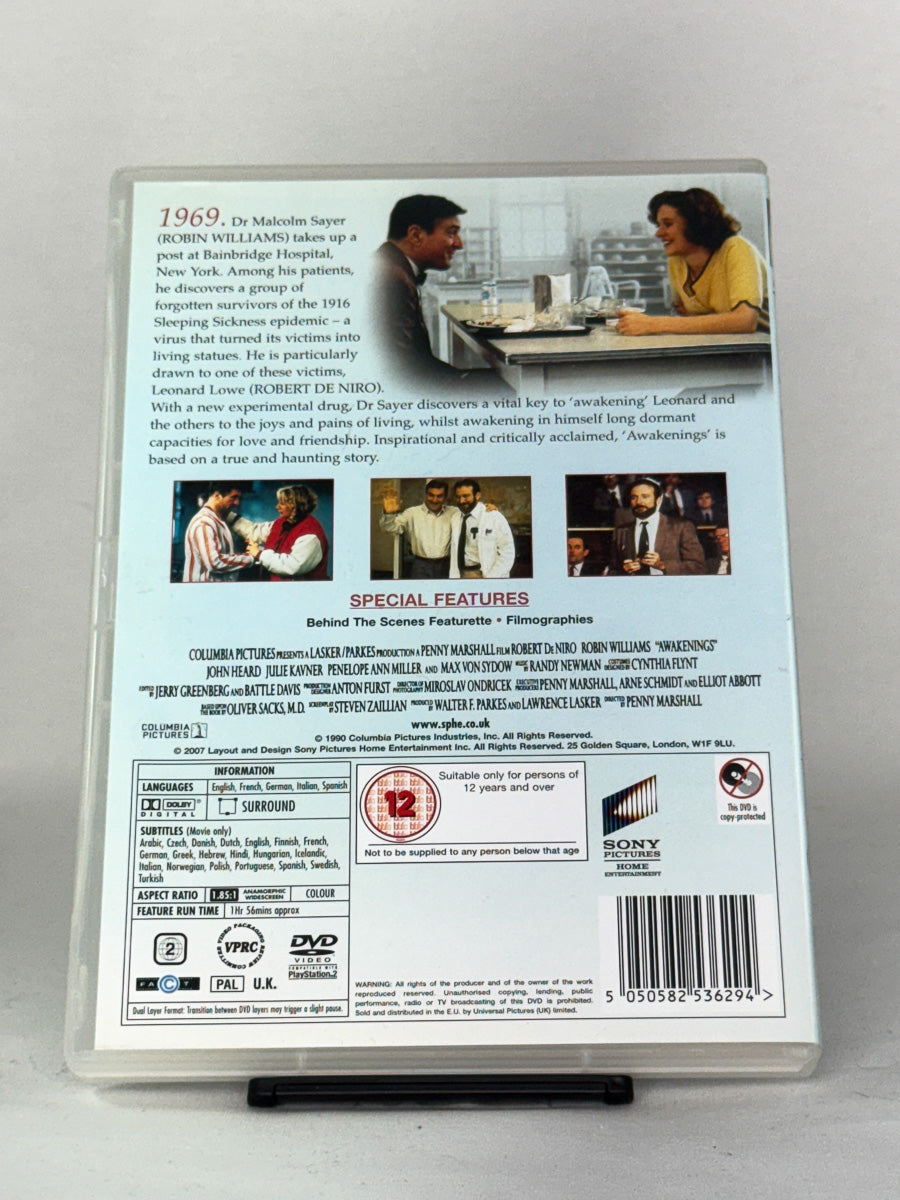 1969. Dr Malcolm Sayer
(ROBIN WILLIAMS) takes up a
post at Bainbridge Hospital,
New York. Among his patients,
he discovers a group of
forgotten survivors of the 1916
Sleeping Sickness epidemic – a
virus that turned its victims into
living statues. He is particularly
drawn to one of these victims,
Leonard Lowe (ROBERT DE NIRO).
With a new experimental drug, Dr Sayer discovers a vital key to ‘awakening’ Leonard and
the others to the joys and pains of living, whilst awakening in himself long dormant
capacities for love and friendship. Inspirational and critically acclaimed, ‘Awakenings’ is
based on a true and haunting story.
SPECIAL FEATURES
Behind The Scenes Featurette • Filmographies
COLUMBIA PICTURES PRESENTS A LASKER/PARKES PRODUCTION A PENNY MARSHALL FILM ROBERT DE NIRO ROBIN WILLIAMS "AWAKENINGS"
JOHN HEARD JULIE KAVNER PENELOPE ANN MILLER AND MAX VON SYDOW MUSIC BY RANDY NEWMAN COSTUMES DESIGNED BY CYNTHIA FLYNT
EDITED BY JERRY GREENBERG AND BATTLE DAVIS PRODUCTION DESIGNER ANTON FURST DIRECTOR OF PHOTOGRAPHY MIROSLAV ONDRICEK EXECUTIVE PRODUCERS PENNY MARSHALL, ARNE SCHMIDT AND ELLIOT ABBOTT
BASED UPON THE BOOK BY OLIVER SACKS, M.D. SCREENPLAY BY STEVEN ZAILLIAN PRODUCED BY WALTER F. PARKES AND LAWRENCE LASKER DIRECTED BY PENNY MARSHALL
www.sphe.co.uk
COLUMBIA
PICTURES
© 1990 Columbia Pictures Industries, Inc. All Rights Reserved.
© 2007 Layout and Design Sony Pictures Home Entertainment Inc. All Rights Reserved. 25 Golden Square, London, W1F 9LU.
INFORMATION
LANGUAGES English, French, German, Italian, Spanish
DOLBY
DIGITAL
SURROUND
SUBTITLES (Movie only)
Arabic, Czech, Danish, Dutch, English, Finnish, French,
German, Greek, Hebrew, Hindi, Hungarian, Icelandic,
Italian, Norwegian, Polish, Portuguese, Spanish, Swedish,
Turkish
ASPECT RATIO 1.85:1 ANAMORPHIC WIDESCREEN COLOUR
FEATURE RUN TIME 1Hr 56mins approx
2
VIDEO PACKAGING REVIEW COMMITTEE
VPRC
DVD
VIDEO
COMPATIBLE WITH
PlayStation.2
FACT
PAL U.K.
Dual Layer Format: Transition between DVD layers may trigger a slight pause.
12
Suitable only for persons of
12 years and over
Not to be supplied to any person below that age
SONY
PICTURES
HOME
ENTERTAINMENT
This DVD is
copy-protected
WARNING: All rights of the producer and of the owner of the work
reproduced reserved. Unauthorised copying, lending, public
performance, radio or TV broadcasting of this DVD is prohibited.
Sold and distributed in the E.U. by Universal Pictures (UK) limited.
5 050582 536294 >